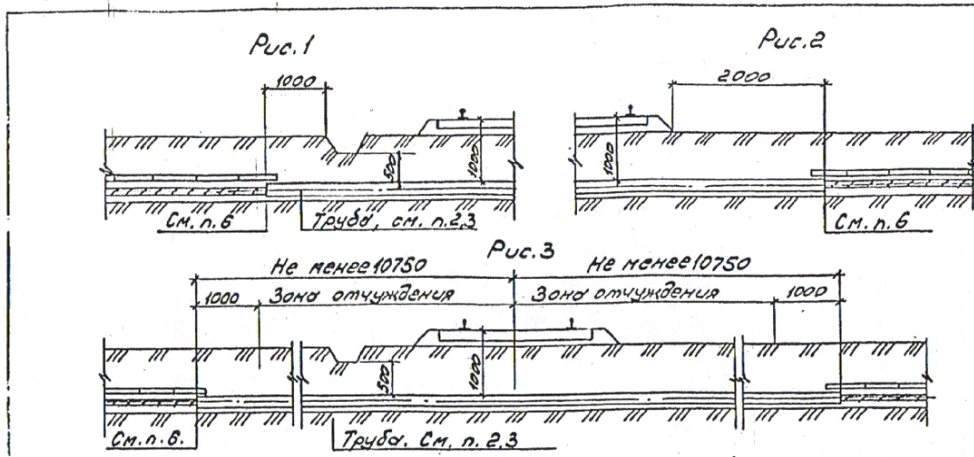 Рис.1
Рис.2
1000
2000
500
1000
1000
См. п. 6
Труба, см. п. 2,3
См. п. 6
Рис.3
Не менее 10750
Не менее 10750
1000
Зона отчуждения
Зона отчуждения
1000
500
1000
См. п. 6.
Труба. См. п. 2,3